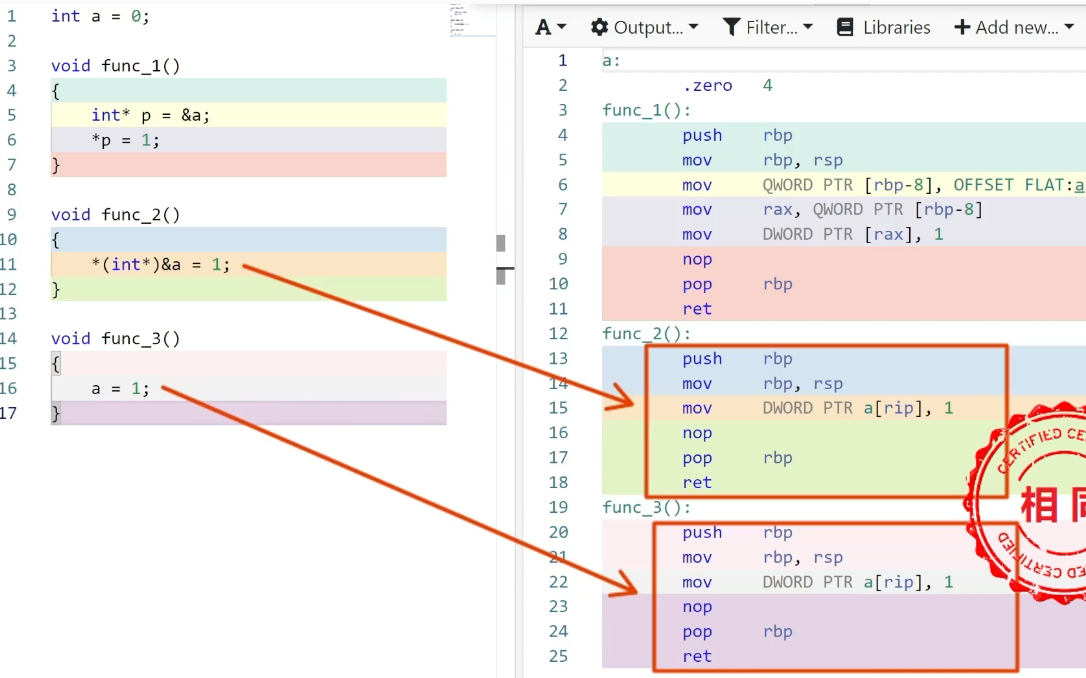 1 int a = 0;
2
3 void func_1()
4 {
5 int* p = &a;
6 *p = 1;
7 }
8
9 void func_2()
10 {
11 *(int*)&a = 1;
12 }
13
14 void func_3()
15 {
16 a = 1;
17 }
A Output... Filter... Libraries Add new...
1 a:
2 .zero 4
3 func_1():
4 push rbp
5 mov rbp, rsp
6 mov QWORD PTR [rbp-8], OFFSET FLAT:a
7 mov rax, QWORD PTR [rbp-8]
8 mov DWORD PTR [rax], 1
9 nop
10 pop rbp
11 ret
12 func_2():
13 push rbp
14 mov rbp, rsp
15 mov DWORD PTR a[rip], 1
16 nop
17 pop rbp
18 ret
19 func_3():
20 push rbp
21 mov rbp, rsp
22 mov DWORD PTR a[rip], 1
23 nop
24 pop rbp
25 ret
CERTIFIED CE
相
CERTIFIED